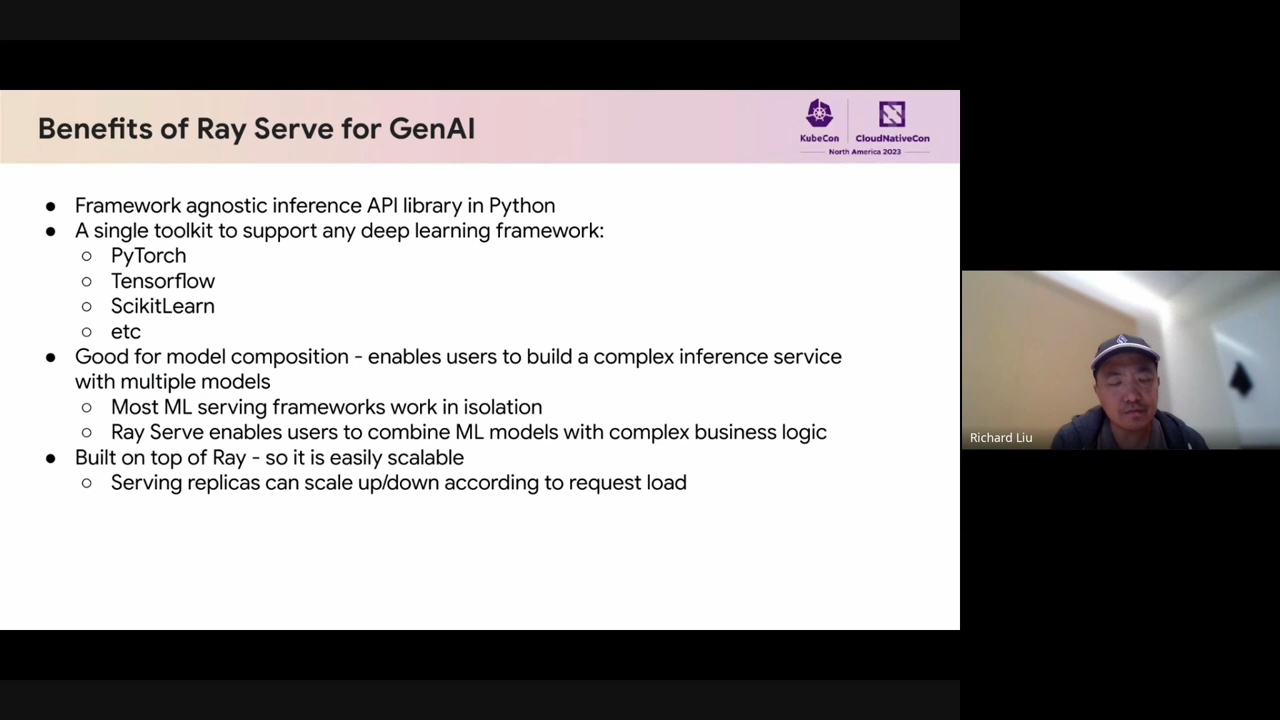 Benefits of Ray Serve for GenAI
KubeCon
CloudNativeCon
North America 2023
● Framework agnostic inference API library in Python
● A single toolkit to support any deep learning framework:
○ PyTorch
○ Tensorflow
○ ScikitLearn
○ etc
● Good for model composition - enables users to build a complex inference service
with multiple models
○ Most ML serving frameworks work in isolation
○ Ray Serve enables users to combine ML models with complex business logic
● Built on top of Ray - so it is easily scalable
○ Serving replicas can scale up/down according to request load
Richard Liu